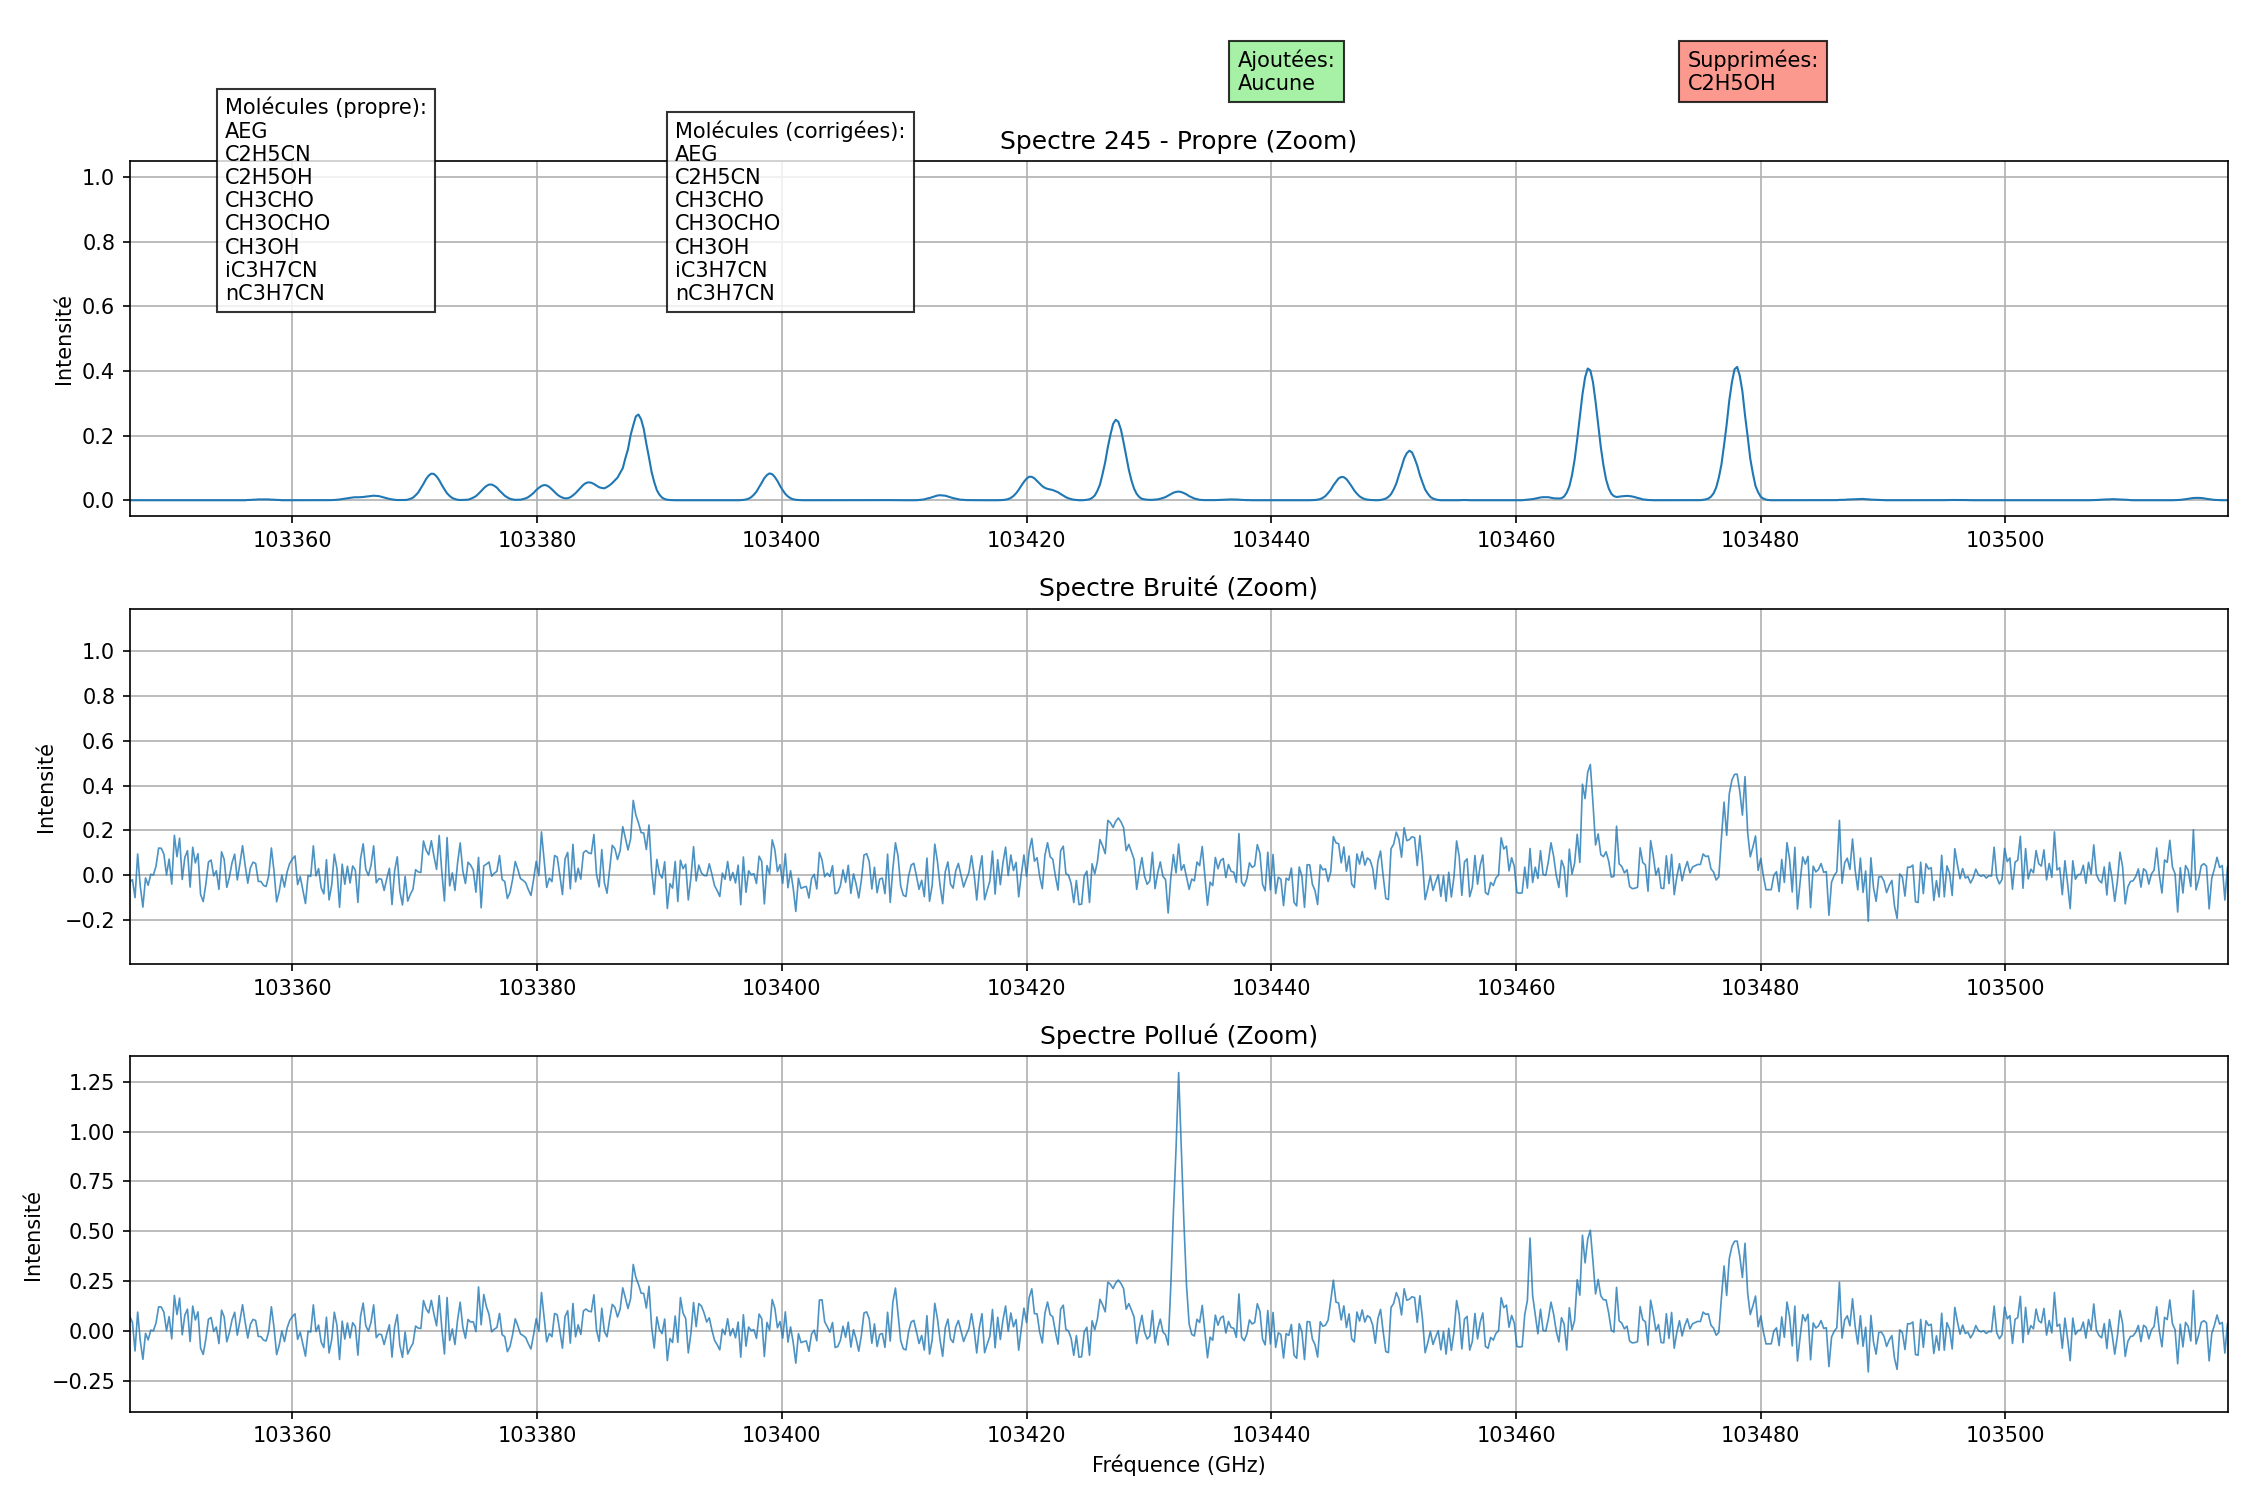 Ajoutées:
Aucune
Supprimées:
C2H5OH
Molécules (propre):
AEG
C2H5CN
C2H5OH
CH3CHO
CH3OCHO
CH3OH
iC3H7CN
nC3H7CN
Molécules (corrigées):
AEG
C2H5CN
CH3CHO
CH3OCHO
CH3OH
iC3H7CN
nC3H7CN
Spectre 245 - Propre (Zoom)
Intensité
1.0
0.8
0.6
0.4
0.2
0.0
103360 103380 103400 103420 103440 103460 103480 103500
Spectre Bruité (Zoom)
Intensité
1.0
0.8
0.6
0.4
0.2
0.0
−0.2
103360 103380 103400 103420 103440 103460 103480 103500
Spectre Pollué (Zoom)
Intensité
1.25
1.00
0.75
0.50
0.25
0.00
−0.25
103360 103380 103400 103420 103440 103460 103480 103500
Fréquence (GHz)